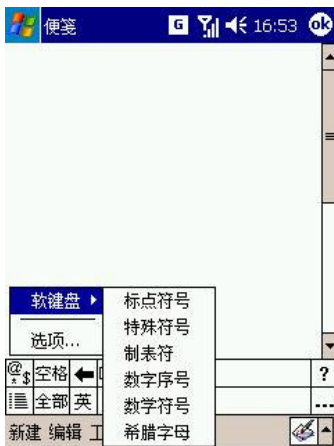 便笺 G 16:53 ok
软键盘
选项...
标点符号
特殊符号
制表符
数字序号
数学符号
希腊字母
@*$ 空格 ?
全部 英 ...
新建 编辑